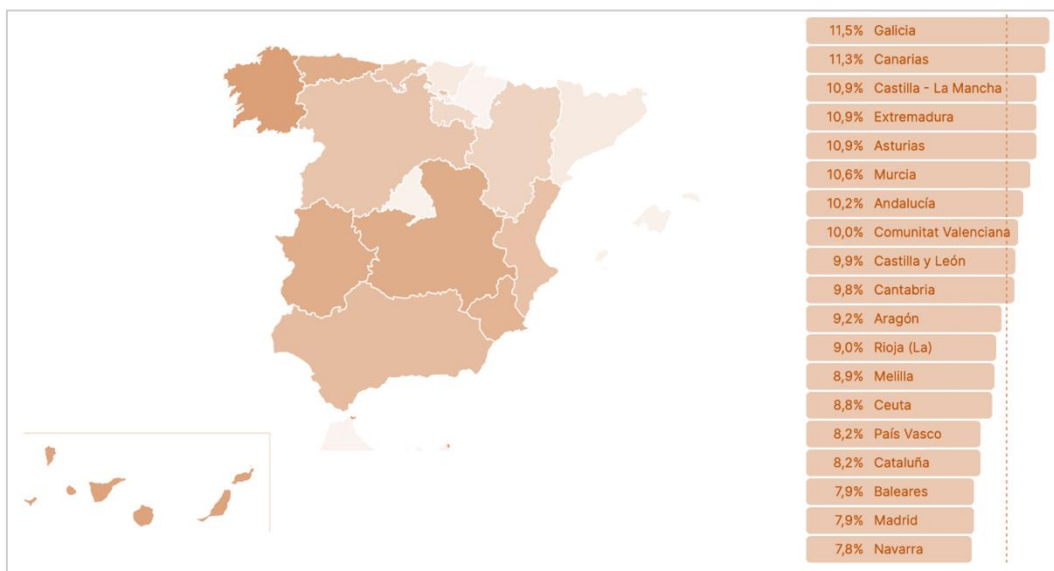 11,5% Galicia
11,3% Canarias
10,9% Castilla - La Mancha
10,9% Extremadura
10,9% Asturias
10,6% Murcia
10,2% Andalucía
10,0% Comunitat Valenciana
9,9% Castilla y León
9,8% Cantabria
9,2% Aragón
9,0% Rioja (La)
8,9% Melilla
8,8% Ceuta
8,2% País Vasco
8,2% Cataluña
7,9% Baleares
7,9% Madrid
7,8% Navarra